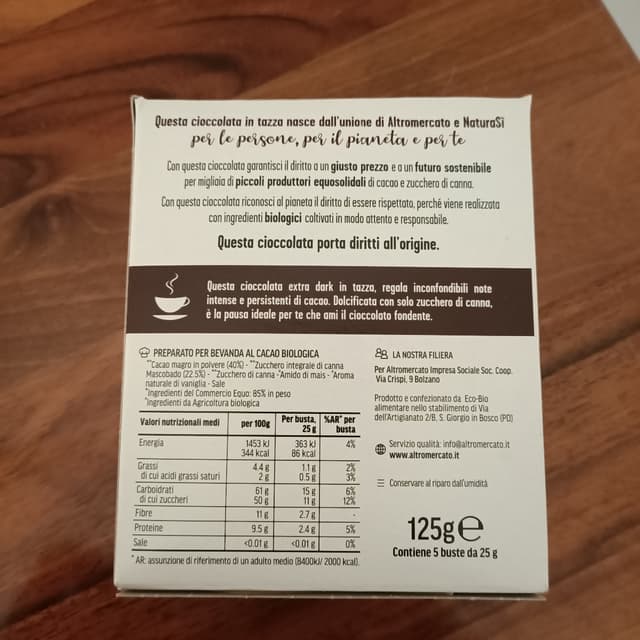 Questa cioccolata in tazza nasce dall'unione di Altromercato e NaturaSì
per le persone, per il pianeta e per te
Con questa cioccolata garantisci il diritto a un giusto prezzo e a un futuro sostenibile
per migliaia di piccoli produttori equosolidali di cacao e zucchero di canna.
Con questa cioccolata riconosci al pianeta il diritto di essere rispettato, perché viene realizzata
con ingredienti biologici coltivati in modo attento e responsabile.
Questa cioccolata porta diritti all'origine.
Questa cioccolata extra dark in tazza, regala inconfondibili note
intense e persistenti di cacao. Dolcificata con solo zucchero di canna,
è la pausa ideale per te che ami il cioccolato fondente.
PREPARATO PER BEVANDA AL CACAO BIOLOGICA
*°Cacao magro in polvere (40%) - *°Zucchero integrale di canna
Mascobado (22.5%) - *°Zucchero di canna -°Amido di mais - °Aroma
naturale di vaniglia - Sale
*Ingredienti del Commercio Equo: 85% in peso
°Ingredienti da Agricoltura biologica
Valori nutrizionali medi per 100g Per busta, 25 g %AR* per busta
Energia 1453 kJ 363 kJ 4%
344 kcal 86 kcal
Grassi 4.4 g 1.1 g 2%
di cui acidi grassi saturi 2 g 0.5 g 3%
Carboidrati 61 g 15 g 6%
di cui zuccheri 50 g 11 g 12%
Fibre 11 g 2.7 g -
Proteine 9.5 g 2.4 g 5%
Sale <0.01 g <0.01 g 0%
* AR: assunzione di riferimento di un adulto medio (8400kJ/ 2000 kcal).
LA NOSTRA FILIERA
Per Altromercato Impresa Sociale Soc. Coop.
Via Crispi, 9 Bolzano
Prodotto e confezionato da Eco-Bio
alimentare nello stabilimento di Via
dell'Artigianato 2/B, S. Giorgio in Bosco (PD)
Servizio qualità: info@altromercato.it
www.altromercato.it
Conservare al riparo dall'umidità
125g e
Contiene 5 buste da 25 g